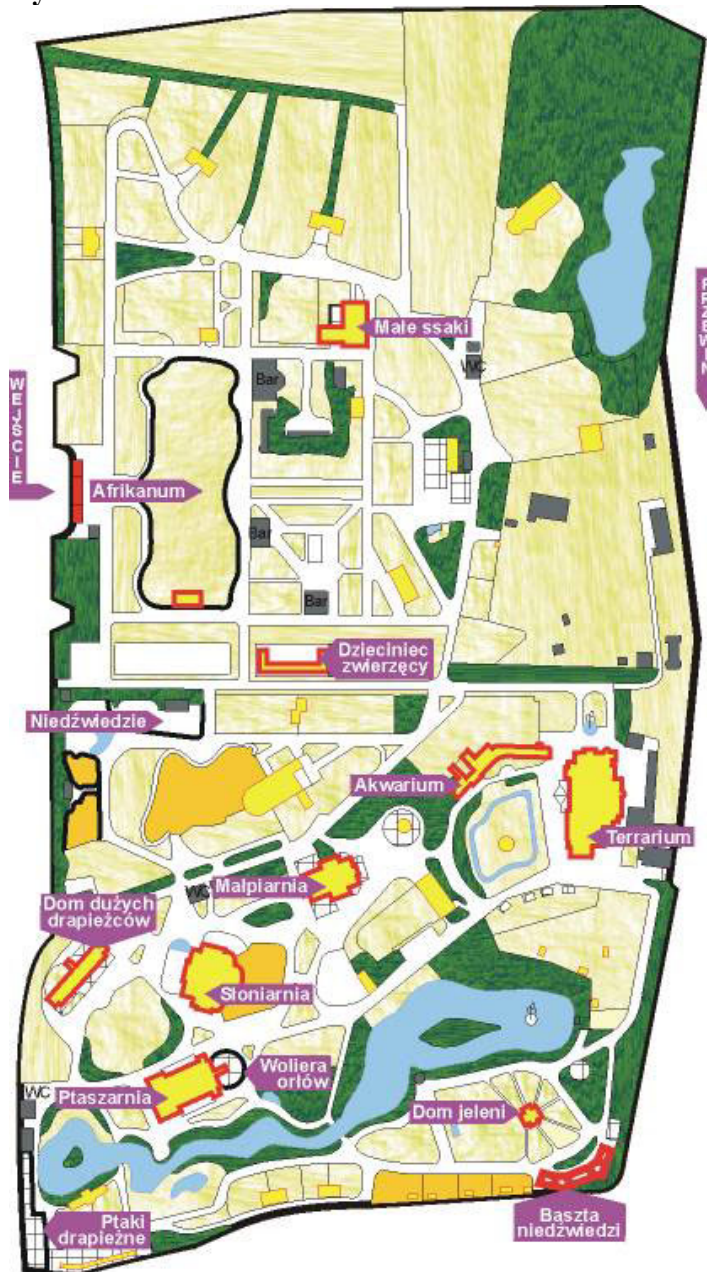 Małe ssaki
WC
Bar
WEJŚCIE
Afrikanum
Bar
Bar
Dzieciniec
zwierzęcy
Niedźwiedzie
Akwarium
Terrarium
Małpiarnia
WC
Dom dużych
drapieżców
Słoniarnia
Woliera
orłów
WC
Ptaszarnia
Dom jeleni
Ptaki
drapieżne
Baszta
niedźwiedzi